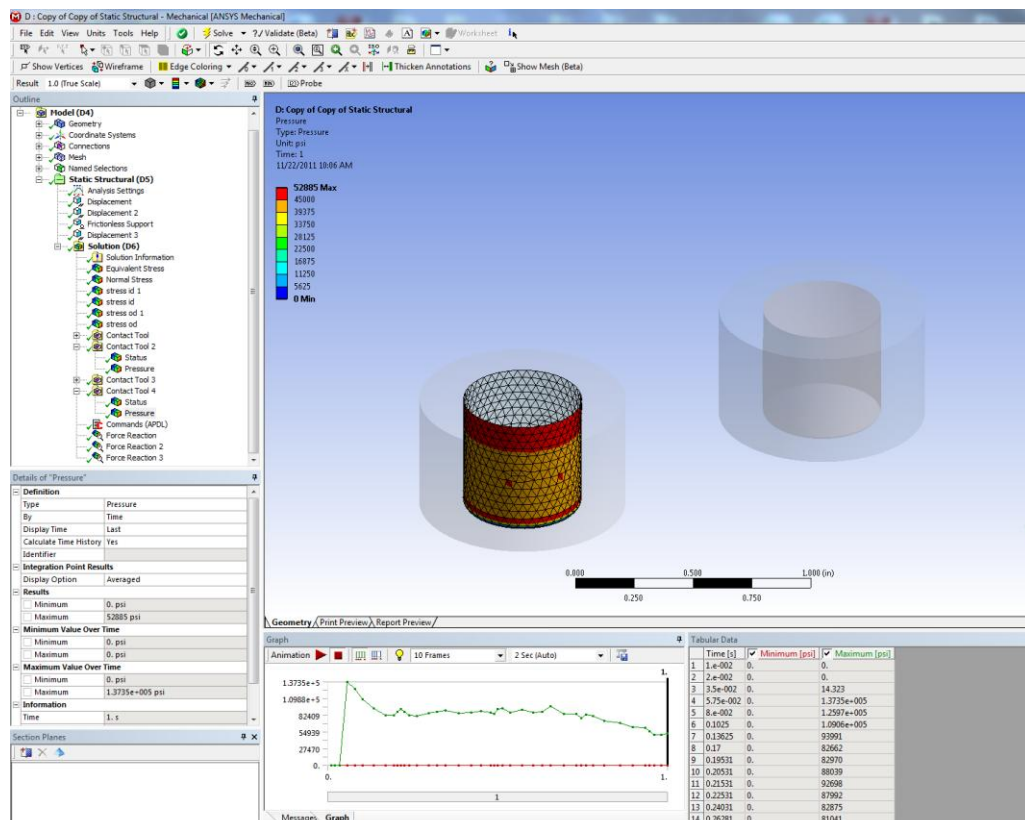 D : Copy of Copy of Static Structural - Mechanical [ANSYS Mechanical]
File Edit View Units Tools Help Solve ?✓ Validate (Beta) A Worksheet
Show Vertices Wireframe Edge Coloring Thicken Annotations Show Mesh (Beta)
Result 1.0 (True Scale) Probe
Outline
Model (D4)
Geometry
Coordinate Systems
Connections
Mesh
Named Selections
Static Structural (D5)
Analysis Settings
Displacement
Displacement 2
Frictionless Support
Displacement 3
Solution (D6)
Solution Information
Equivalent Stress
Normal Stress
stress id 1
stress id
stress od 1
stress od
Contact Tool
Contact Tool 2
Status
Pressure
Contact Tool 3
Contact Tool 4
Status
Pressure
Commands (APDL)
Force Reaction
Force Reaction 2
Force Reaction 3
Details of "Pressure"
Definition
Type Pressure
By Time
Display Time Last
Calculate Time History Yes
Identifier
Integration Point Results
Display Option Averaged
Results
Minimum 0. psi
Maximum 52885 psi
Minimum Value Over Time
Minimum 0. psi
Maximum 0. psi
Maximum Value Over Time
Minimum 0. psi
Maximum 1.3735e+005 psi
Information
Time 1. s
Section Planes
D: Copy of Copy of Static Structural
Pressure
Type: Pressure
Unit: psi
Time: 1
11/22/2011 10:06 AM
52885 Max
45000
39375
33750
28125
22500
16875
11250
5625
0 Min
0.000 0.500 1.000 (in)
0.250 0.750
Geometry Print Preview Report Preview
Graph
Animation 10 Frames 2 Sec (Auto)
1.
1.3735e+5
1.0988e+5
82409
54939
27470
0.
0. 1.
1
Messages Graph
Tabular Data
Time [s] Minimum [psi] Maximum [psi]
1 1.e-002 0. 0.
2 2.e-002 0. 0.
3 3.5e-002 0. 14.323
4 5.75e-002 0. 1.3735e+005
5 8.e-002 0. 1.2597e+005
6 0.1025 0. 1.0906e+005
7 0.13625 0. 93991
8 0.17 0. 82662
9 0.19531 0. 82970
10 0.20531 0. 88039
11 0.21531 0. 92698
12 0.22531 0. 87992
13 0.24031 0. 82875
14 0.26281 0. 81041